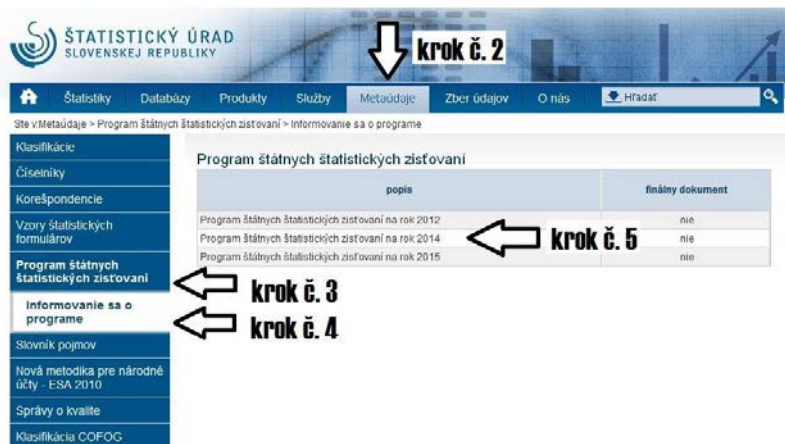 ŠTATISTICKÝ ÚRAD
SLOVENSKEJ REPUBLIKY
krok č. 2
Štatistiky Databázy Produkty Služby Metaúdaje Zber údajov O nás Hľadať
Ste v:Metaúdaje > Program štátnych štatistických zisťovaní > Informovanie sa o programe
Klasifikácie
Číselníky
Korešpondencie
Vzory štatistických
formulárov
Program štátnych
štatistických zisťovaní
Informovanie sa o
programe
Slovník pojmov
Nová metodika pre národné
účty - ESA 2010
Správy o kvalite
Klasifikácia COFOG
Program štátnych štatistických zisťovaní
popis finálny dokument
Program štátnych štatistických zisťovaní na rok 2012 nie
Program štátnych štatistických zisťovaní na rok 2014 nie
Program štátnych štatistických zisťovaní na rok 2015 nie
krok č. 5
krok č. 3
krok č. 4